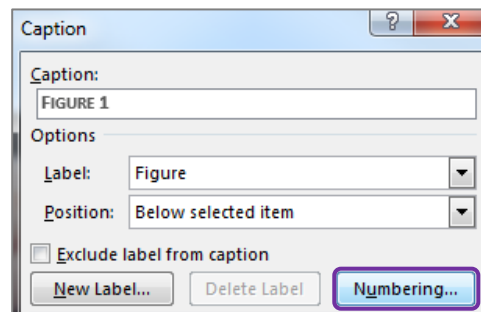 Caption
? X
Caption:
FIGURE 1
Options
Label: Figure
Position: Below selected item
Exclude label from caption
New Label... Delete Label Numbering...